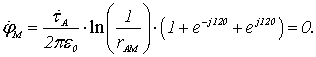 φ̇_M = τ̇_A / 2πε₀ · ln(1 / r_AM) · (1 + e^(−j120) + e^(j120)) = 0.